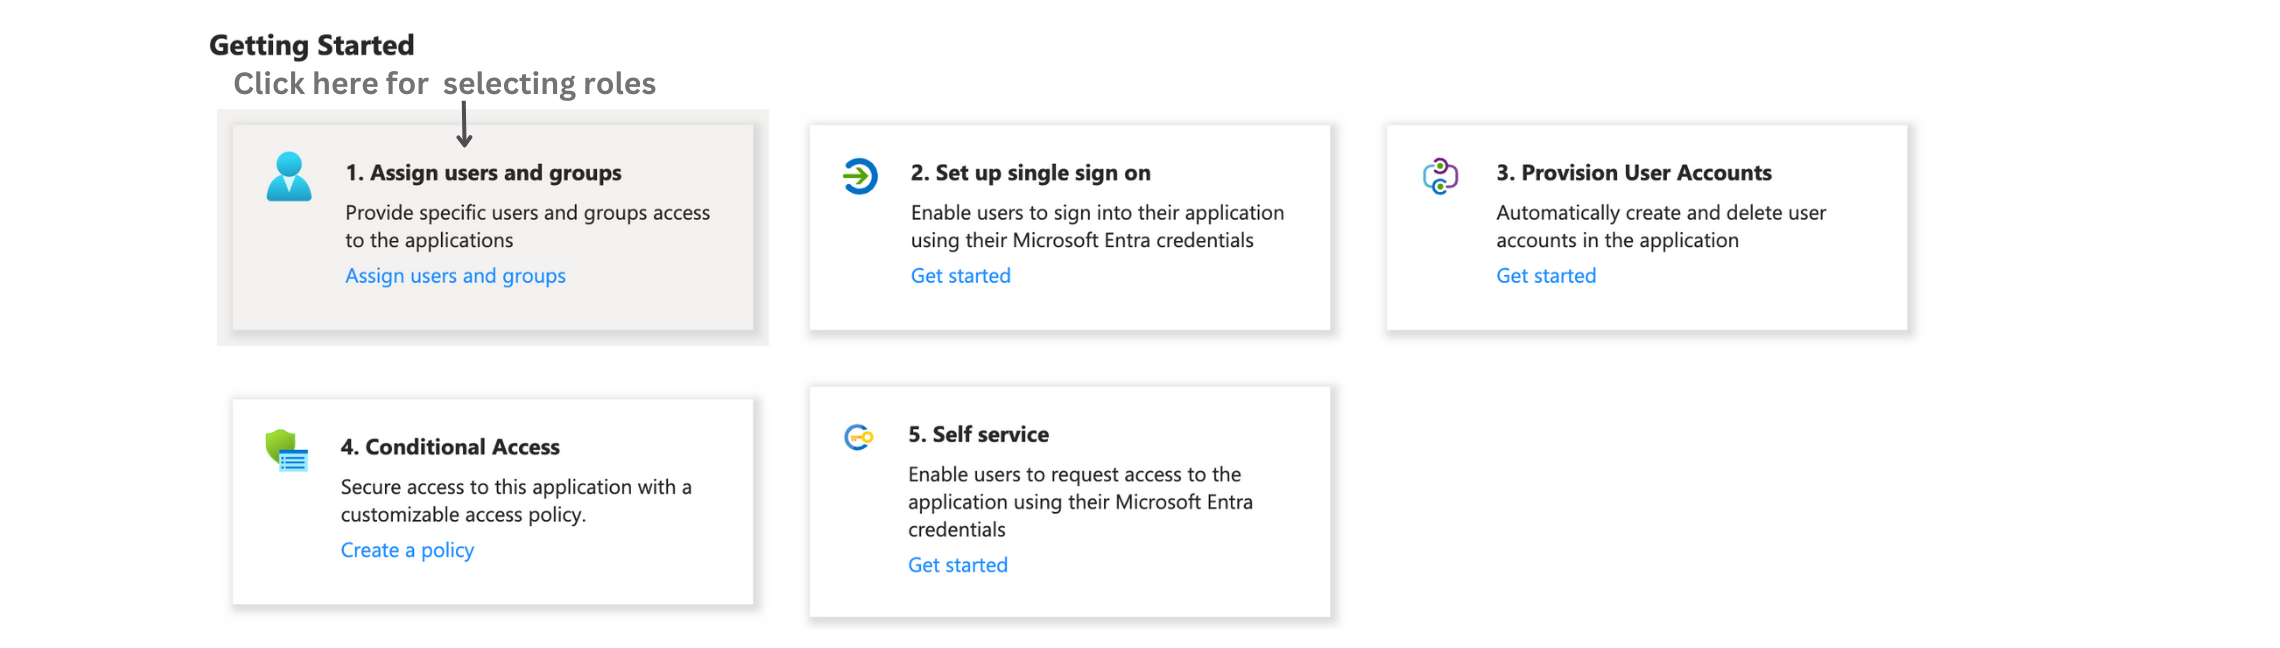 Getting Started
Click here for selecting roles
1. Assign users and groups
Provide specific users and groups access
to the applications
Assign users and groups
2. Set up single sign on
Enable users to sign into their application
using their Microsoft Entra credentials
Get started
3. Provision User Accounts
Automatically create and delete user
accounts in the application
Get started
4. Conditional Access
Secure access to this application with a
customizable access policy.
Create a policy
5. Self service
Enable users to request access to the
application using their Microsoft Entra
credentials
Get started